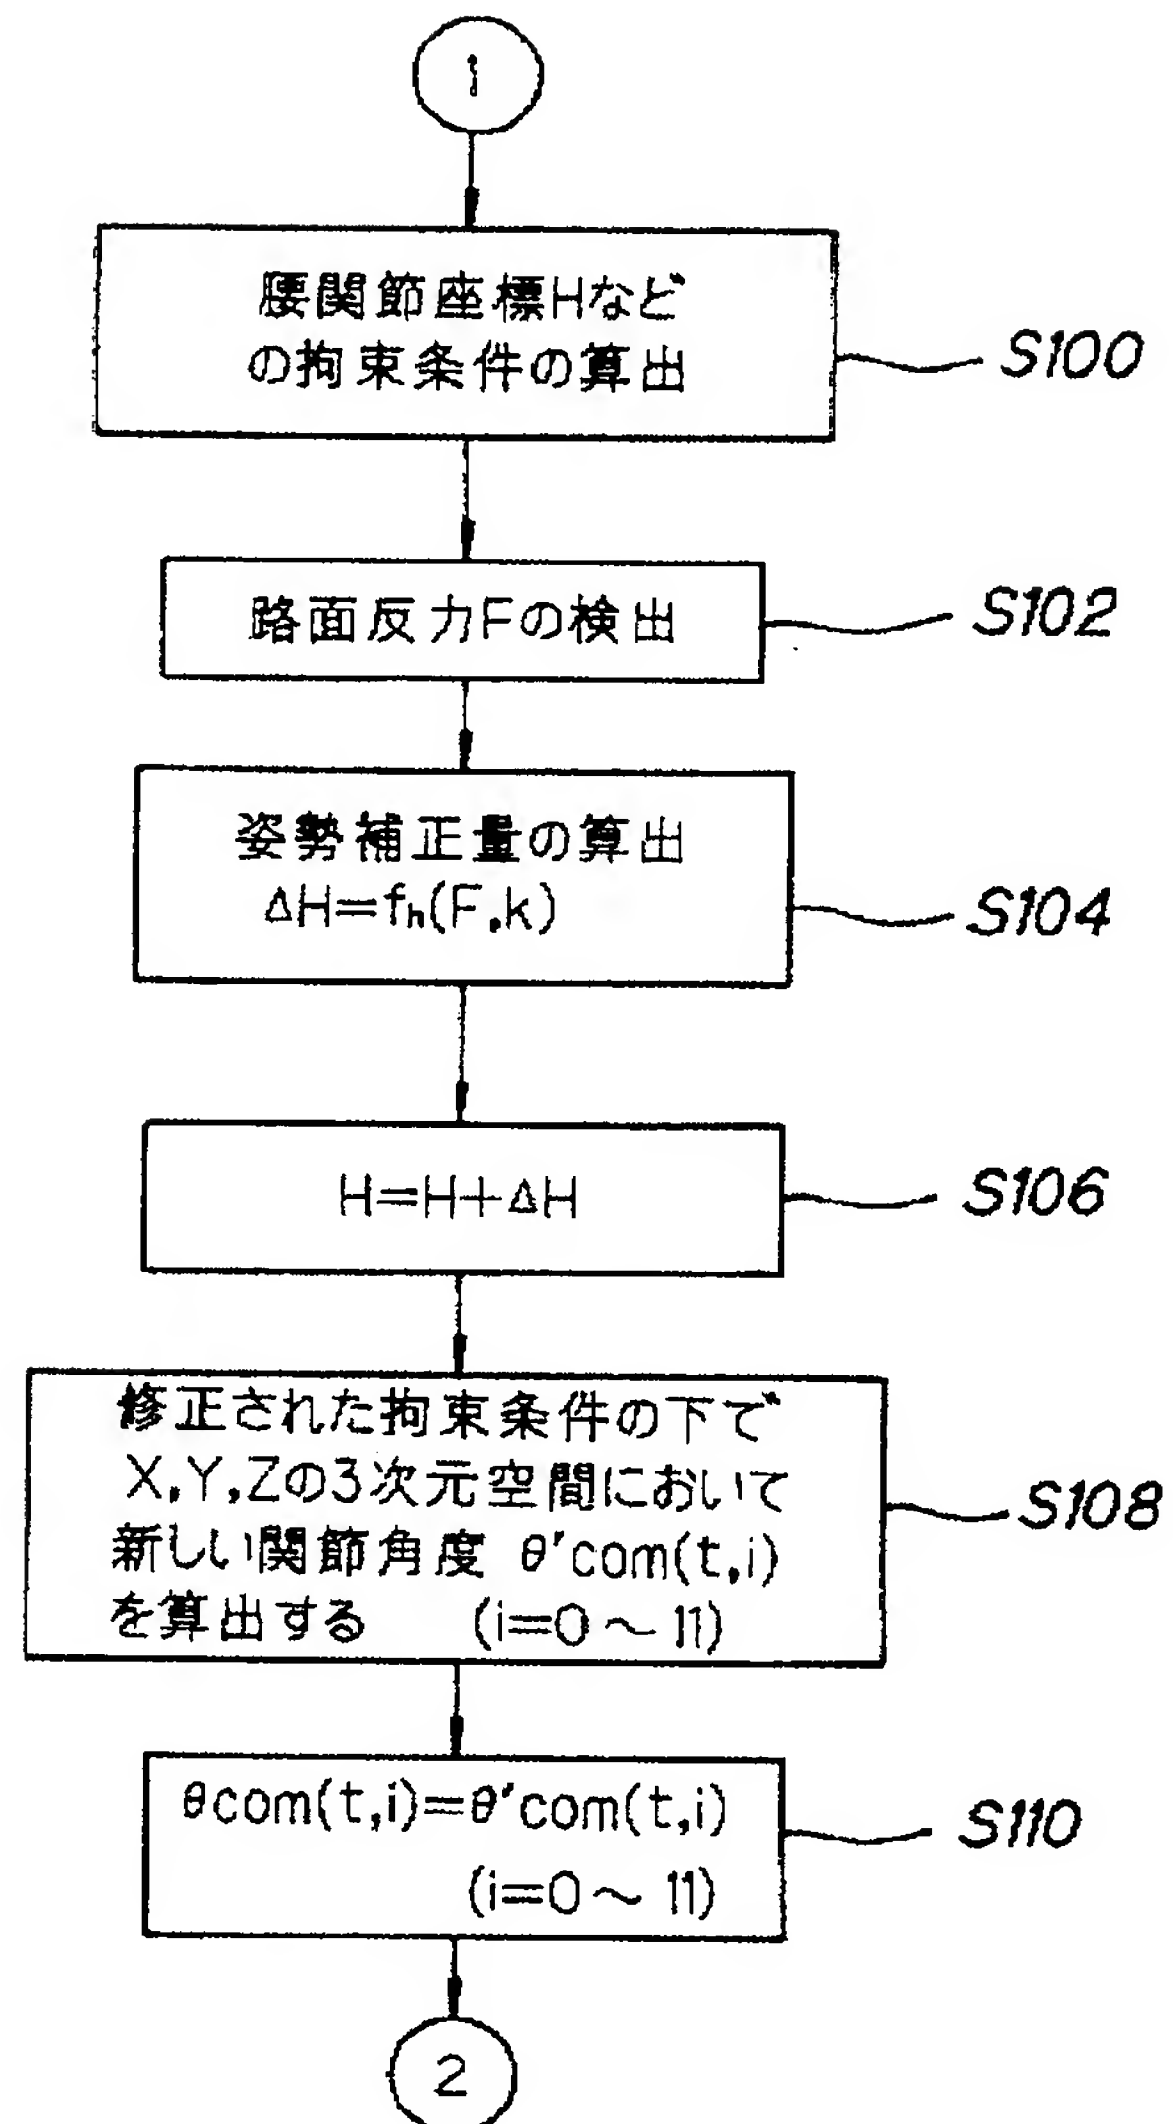 1
腰関節座標Hなど
の拘束条件の算出
S100
路面反力Fの検出
S102
姿勢補正量の算出
ΔH=fh(F,k)
S104
H=H+ΔH
S106
修正された拘束条件の下で
X,Y,Zの3次元空間において
新しい関節角度 θ'com(t,i)
を算出する (i=0～11)
S108
θcom(t,i)=θ'com(t,i)
(i=0～11)
S110
2